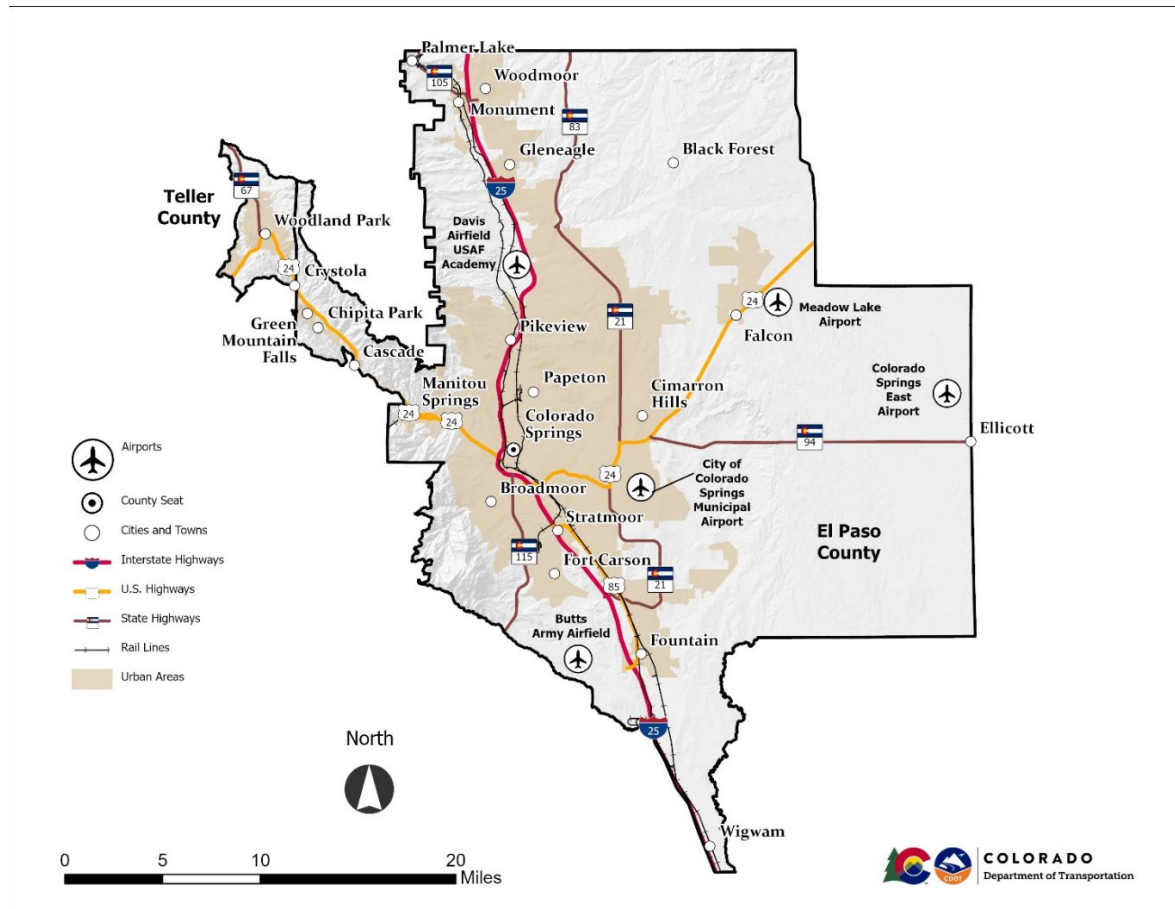 Palmer Lake
105
Woodmoor
Monument
83
Gleneagle
Black Forest
25
67
Teller
County
Woodland Park
Davis
Airfield
USAF
Academy
24
Crystola
Chipita Park
Green
Mountain
Falls
Cascade
21
24
Meadow Lake
Airport
Falcon
Pikeview
Manitou
Springs
Papeton
Cimarron
Hills
Colorado
Springs
East
Airport
24
24
Colorado
Springs
94
Ellicott
Broadmoor
24
City of
Colorado
Springs
Municipal
Airport
Stratmoor
El Paso
County
115
Fort Carson
85
21
Butts
Army Airfield
Fountain
25
Wigwam
Airports
County Seat
Cities and Towns
Interstate Highways
U.S. Highways
State Highways
Rail Lines
Urban Areas
North
0 5 10 20
Miles
CDOT
COLORADO
Department of Transportation